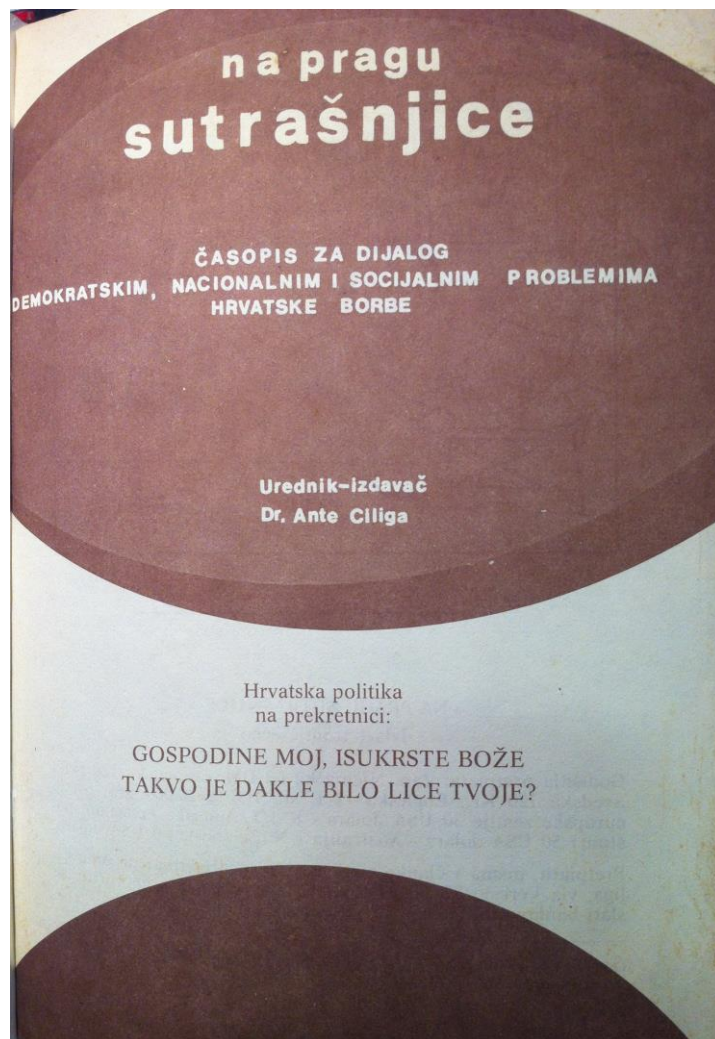 na pragu
sutrašnjice
ČASOPIS ZA DIJALOG
DEMOKRATSKIM, NACIONALNIM I SOCIJALNIM PROBLEMIMA
HRVATSKE BORBE
Urednik-izdavač
Dr. Ante Ciliga
Hrvatska politika
na prekretnici:
GOSPODINE MOJ, ISUKRSTE BOŽE
TAKVO JE DAKLE BILO LICE TVOJE?